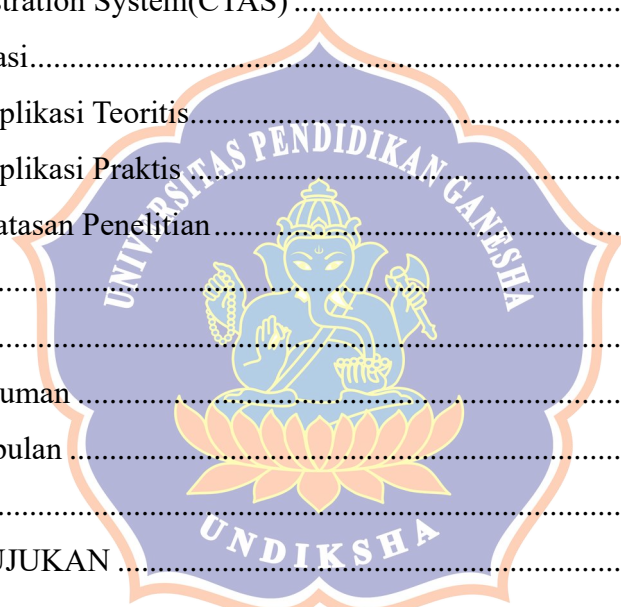 stration System(CTAS) ........................................
asi........................................................................
plikasi Teoritis........................................................
plikasi Praktis ........................................................
atasan Penelitian ....................................................
........................................................................
........................................................................
uman ....................................................................
pulan ....................................................................
........................................................................
UJUKAN ................................................................
UNIVERSITAS PENDIDIKAN GANESHA
UNDIKSHA